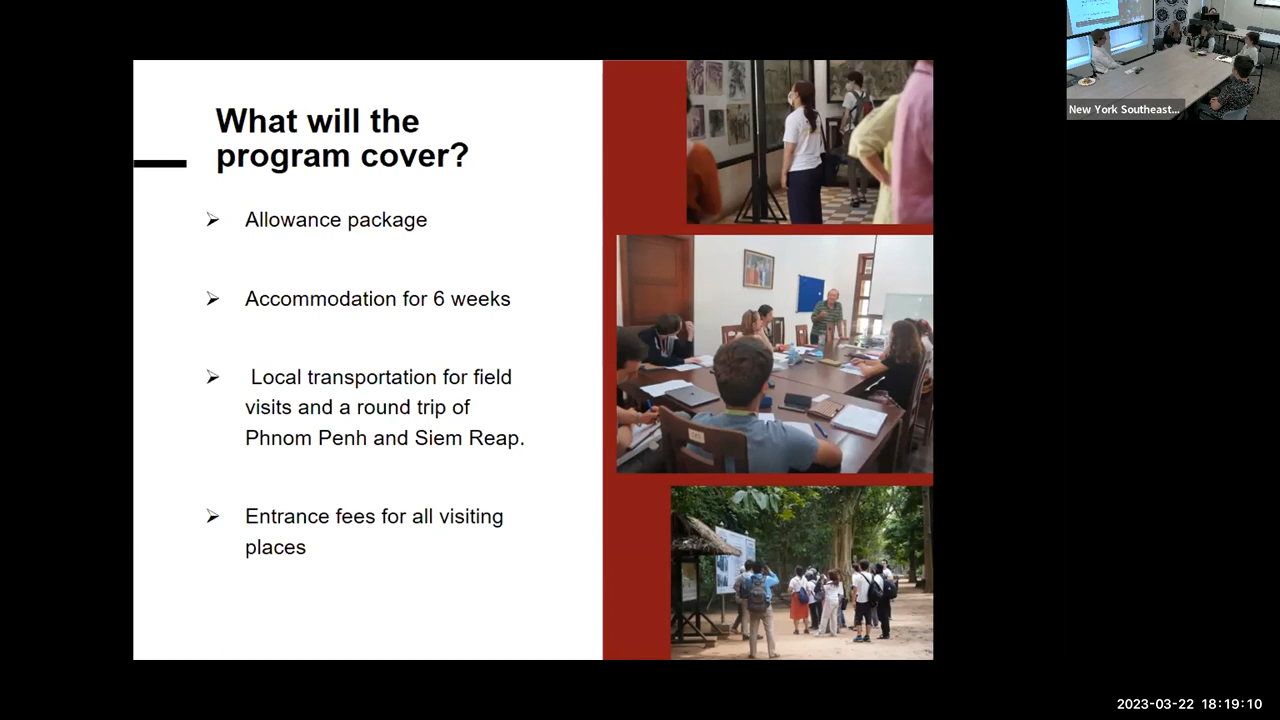 What will the
program cover?
➢ Allowance package
➢ Accommodation for 6 weeks
➢ Local transportation for field
visits and a round trip of
Phnom Penh and Siem Reap.
➢ Entrance fees for all visiting
places
New York Southeast...
2023-03-22 18:19:10